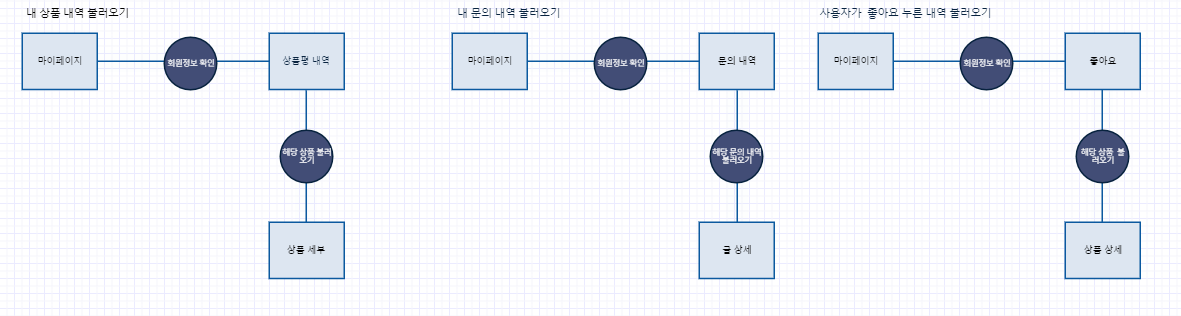 내 상품 내역 불러오기
마이페이지
회원정보 확인
상품평 내역
해당 상품 불러
오기
상품 세부
내 문의 내역 불러오기
마이페이지
회원정보 확인
문의 내역
해당 문의 내역
불러오기
글 상세
사용자가 좋아요 누른 내역 불러오기
마이페이지
회원정보 확인
좋아요
해당 상품 불
러오기
상품 상세